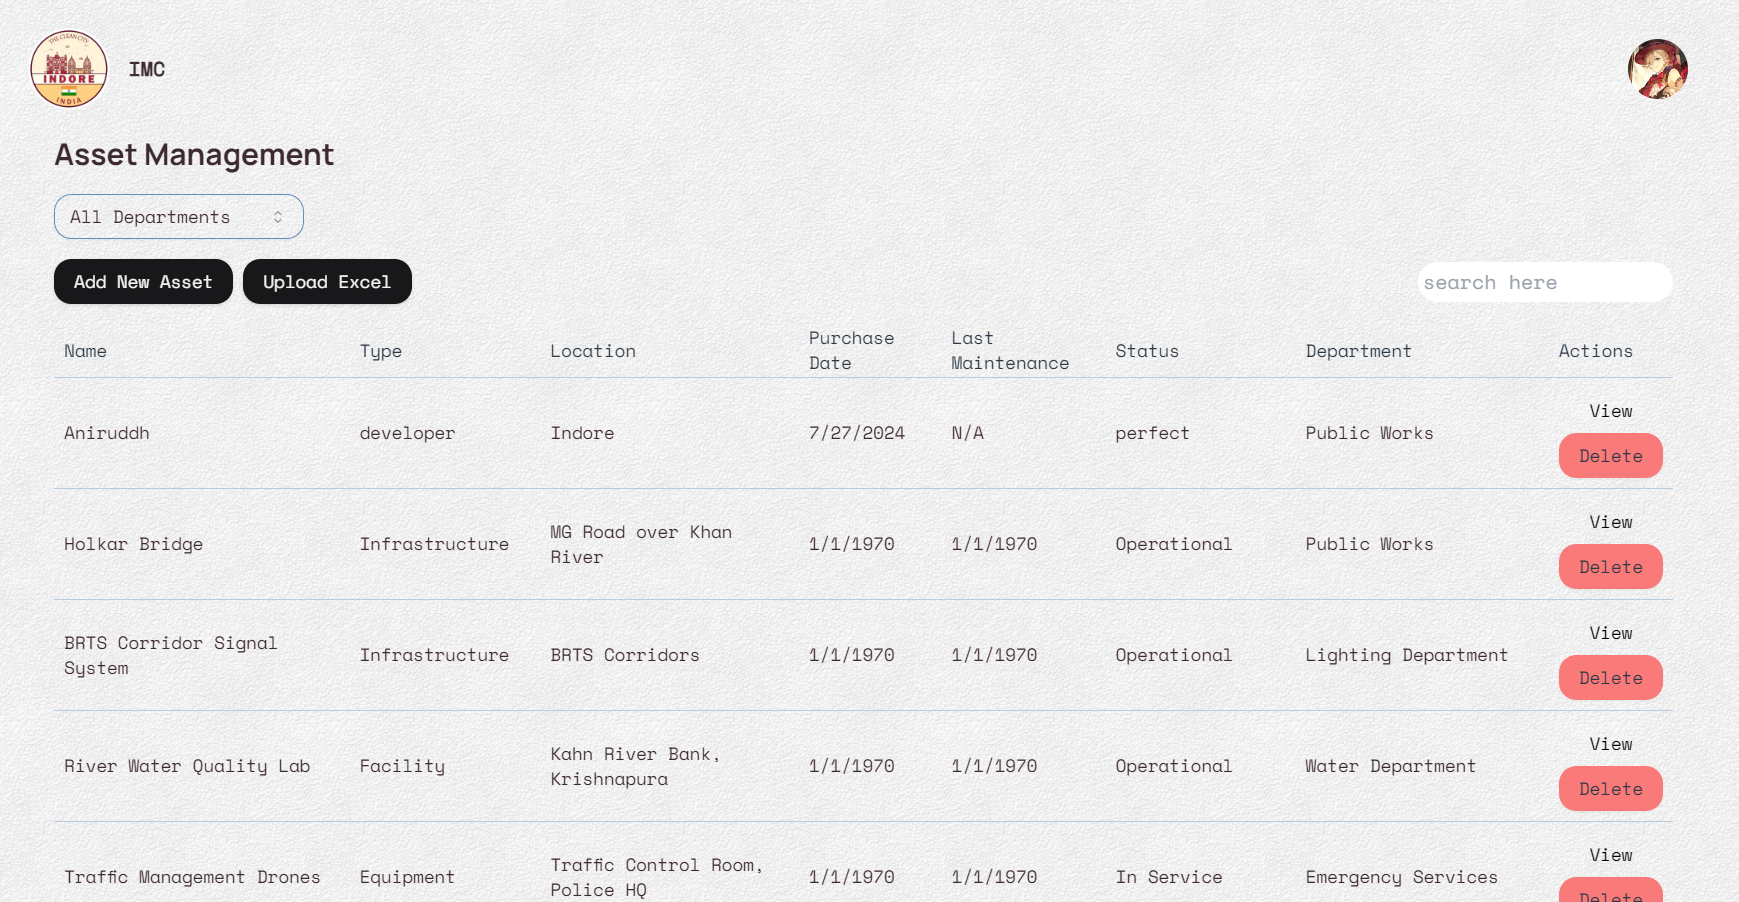 THE CLEAN CITY
INDORE
INDIA
IMC
Asset Management
All Departments
Add New Asset Upload Excel search here
Name Type Location Purchase Date Last Maintenance Status Department Actions
Aniruddh developer Indore 7/27/2024 N/A perfect Public Works View
Delete
Holkar Bridge Infrastructure MG Road over Khan River 1/1/1970 1/1/1970 Operational Public Works View
Delete
BRTS Corridor Signal System Infrastructure BRTS Corridors 1/1/1970 1/1/1970 Operational Lighting Department View
Delete
River Water Quality Lab Facility Kahn River Bank, Krishnapura 1/1/1970 1/1/1970 Operational Water Department View
Delete
Traffic Management Drones Equipment Traffic Control Room, Police HQ 1/1/1970 1/1/1970 In Service Emergency Services View
Delete